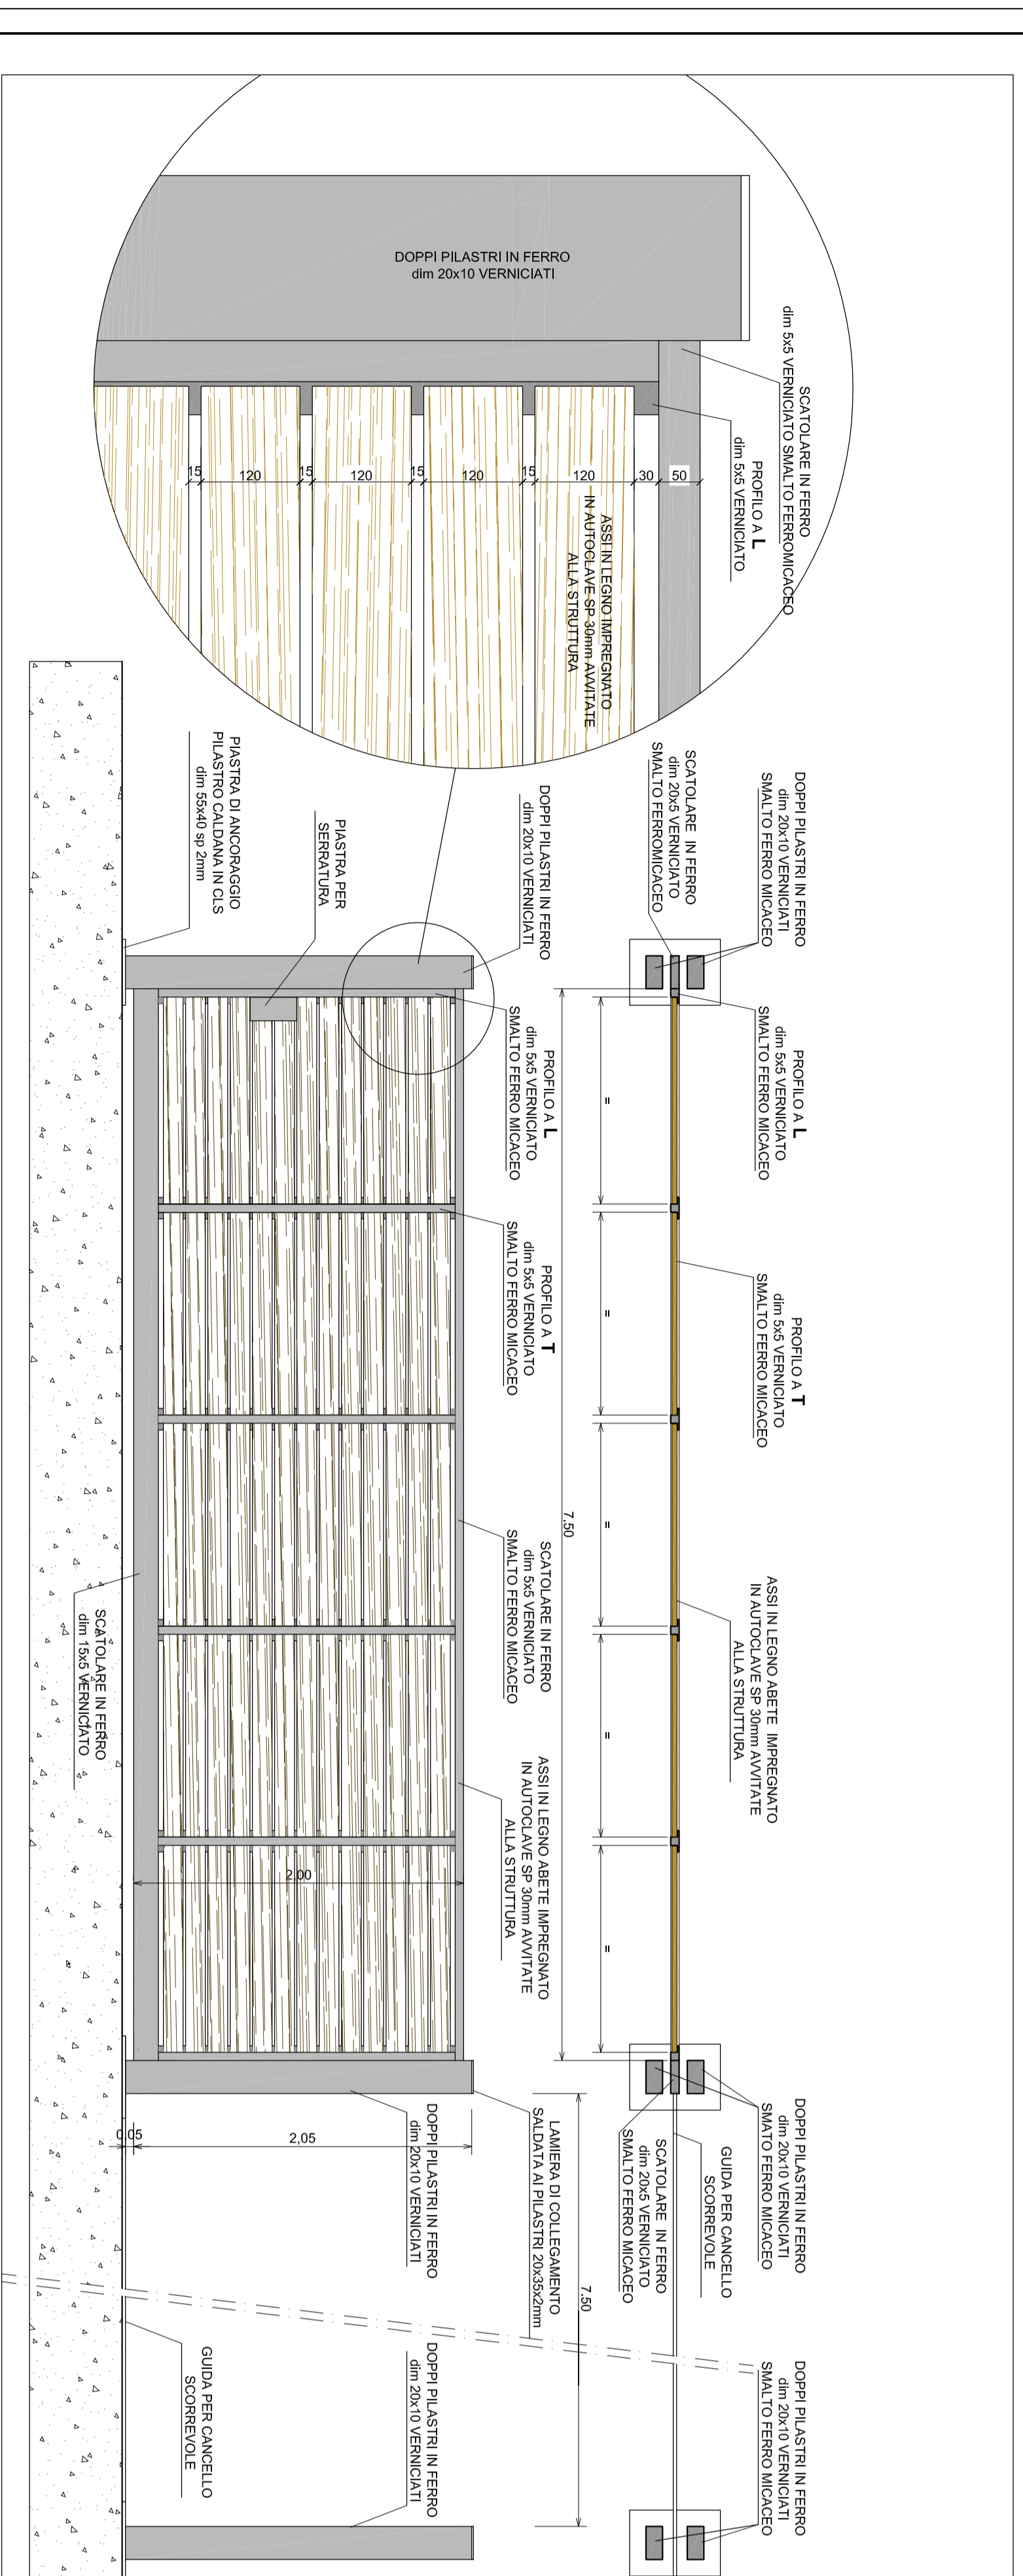 DOPPI PILASTRI IN FERRO
dim 20x10 VERNICIATI
SCATOLARE IN FERRO
dim 5x5 VERNICIATO SMALTO FERROMICACEO
PROFILO A L
dim 5x5 VERNICIATO
15
120
15
120
15
120
15
120
30
50
ASSI IN LEGNO IMPREGNATO
IN AUTOCLAVE SP 30mm AVVITATE
ALLA STRUTTURA
DOPPI PILASTRI IN FERRO
dim 20x10 VERNICIATI
SMALTO FERRO MICACEO
SCATOLARE IN FERRO
dim 20x5 VERNICIATO
SMALTO FERROMICACEO
PROFILO A L
dim 5x5 VERNICIATO
SMALTO FERRO MICACEO
PROFILO A T
dim 5x5 VERNICIATO
SMALTO FERRO MICACEO
ASSI IN LEGNO ABETE IMPREGNATO
IN AUTOCLAVE SP 30mm AVVITATE
ALLA STRUTTURA
DOPPI PILASTRI IN FERRO
dim 20x10 VERNICIATI
SMATO FERRO MICACEO
GUIDA PER CANCELLO
SCORREVOLE
SCATOLARE IN FERRO
dim 20x5 VERNICIATO
SMALTO FERRO MICACEO
DOPPI PILASTRI IN FERRO
dim 20x10 VERNICIATI
SMALTO FERRO MICACEO
=
=
=
=
=
7,50
7,50
DOPPI PILASTRI IN FERRO
dim 20x10 VERNICIATI
PROFILO A L
dim 5x5 VERNICIATO
SMALTO FERRO MICACEO
PROFILO A T
dim 5x5 VERNICIATO
SMALTO FERRO MICACEO
SCATOLARE IN FERRO
dim 5x5 VERNICIATO
SMALTO FERRO MICACEO
ASSI IN LEGNO ABETE IMPREGNATO
IN AUTOCLAVE SP 30mm AVVITATE
ALLA STRUTTURA
LAMIERA DI COLLEGAMENTO
SALDATA AI PILASTRI 20x35x2mm
DOPPI PILASTRI IN FERRO
dim 20x10 VERNICIATI
DOPPI PILASTRI IN FERRO
dim 20x10 VERNICIATI
PIASTRA PER
SERRATURA
PIASTRA DI ANCORAGGIO
PILASTRO CALDANA IN CLS
dim 55x40 sp 2mm
2,00
2,05
0,05
GUIDA PER CANCELLO
SCORREVOLE
SCATOLARE IN FERRO
dim 15x5 VERNICIATO